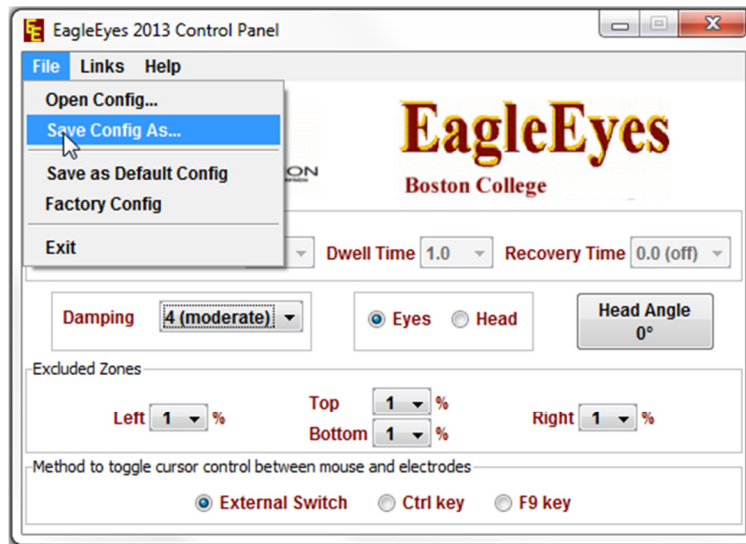 EagleEyes 2013 Control Panel
File Links Help
Open Config...
Save Config As...
Save as Default Config
Factory Config
Exit
ON
EagleEyes
Boston College
Dwell Time 1.0 Recovery Time 0.0 (off)
Damping 4 (moderate) Eyes Head Head Angle
0°
Excluded Zones
Left 1 % Top 1 % Right 1 %
Bottom 1 %
Method to toggle cursor control between mouse and electrodes
External Switch Ctrl key F9 key